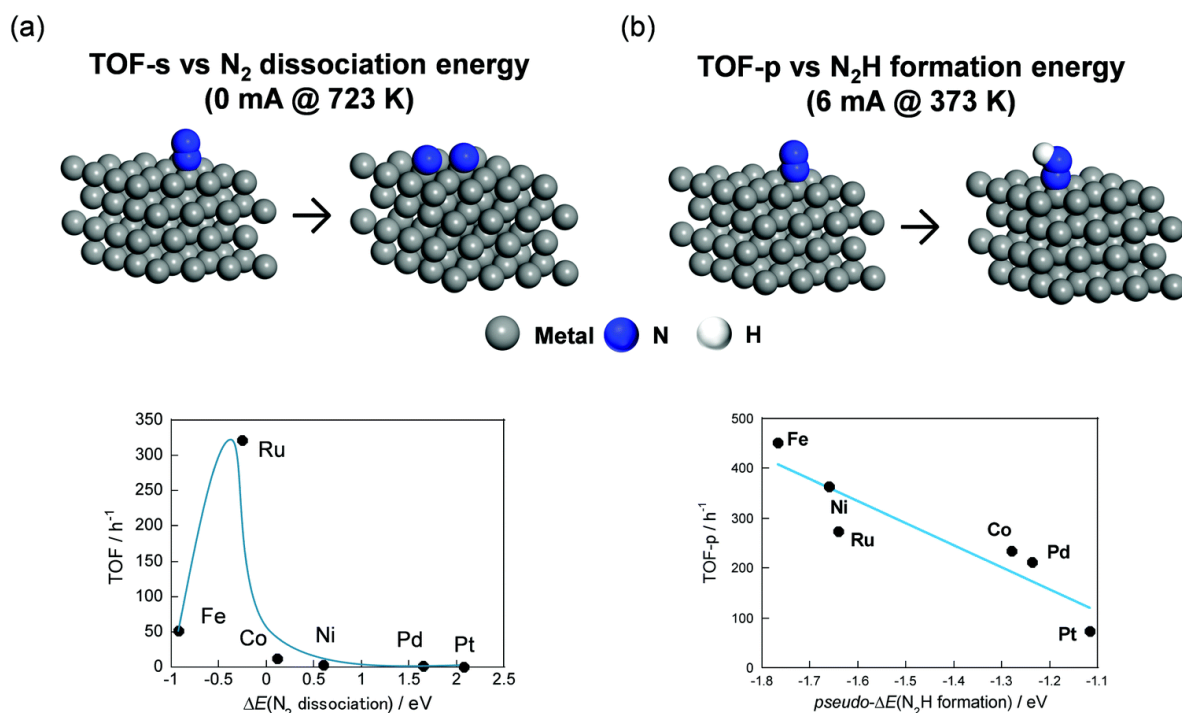 (a)
TOF-s vs N₂ dissociation energy
(0 mA @ 723 K)
(b)
TOF-p vs N₂H formation energy
(6 mA @ 373 K)
Metal N H
350
300
250
200
150
100
50
0
TOF / h⁻¹
Ru
Fe
Co
Ni
Pd
Pt
-1 -0.5 0 0.5 1 1.5 2 2.5
ΔE(N₂ dissociation) / eV
500
400
300
200
100
0
TOF-p / h⁻¹
Fe
Ni
Ru
Co
Pd
Pt
-1.8 -1.7 -1.6 -1.5 -1.4 -1.3 -1.2 -1.1
pseudo-ΔE(N₂H formation) / eV